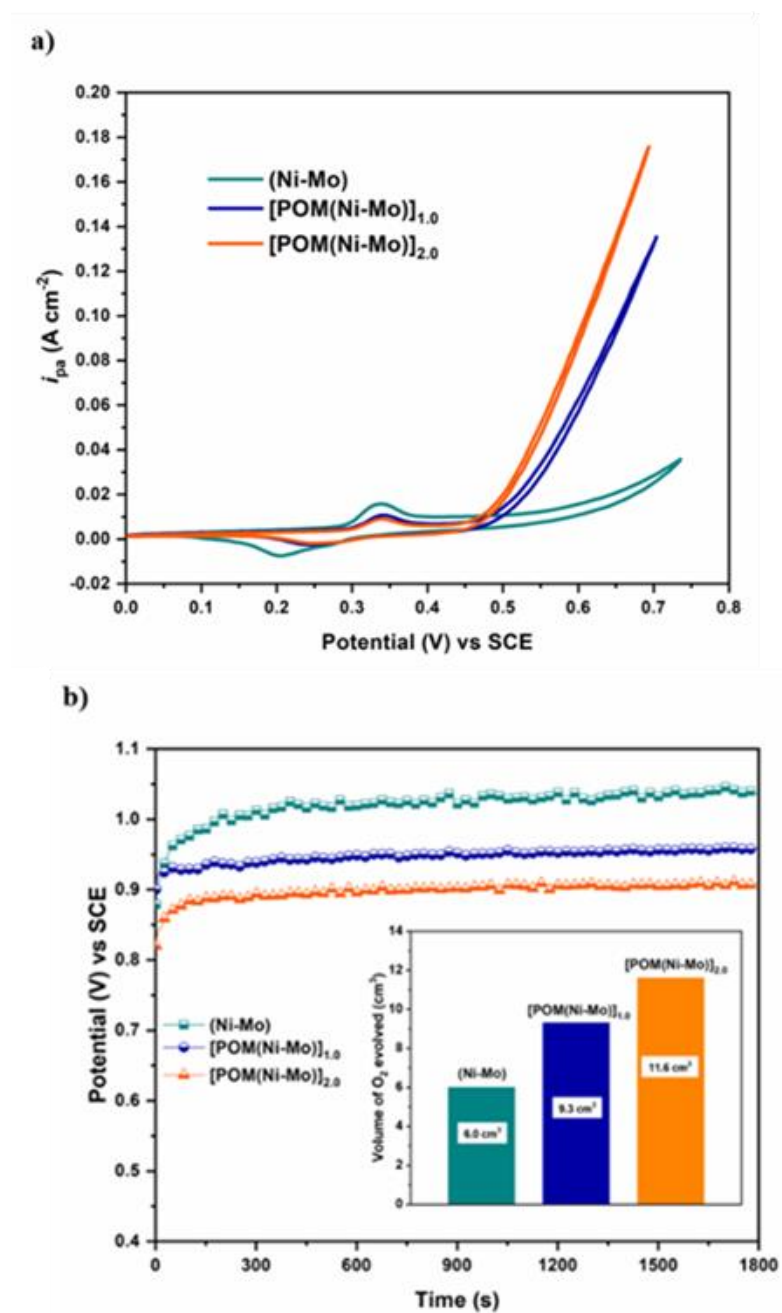 a)
0.20
0.18
0.16
0.14
0.12
0.10
0.08
0.06
0.04
0.02
0.00
-0.02
i_pa (A cm⁻²)
(Ni-Mo)
[POM(Ni-Mo)]₁.₀
[POM(Ni-Mo)]₂.₀
0.0 0.1 0.2 0.3 0.4 0.5 0.6 0.7 0.8
Potential (V) vs SCE
b)
1.1
1.0
0.9
0.8
0.7
0.6
0.5
0.4
Potential (V) vs SCE
(Ni-Mo)
[POM(Ni-Mo)]₁.₀
[POM(Ni-Mo)]₂.₀
14
12
10
8
6
4
2
0
Volume of O₂ evolved (cm³)
(Ni-Mo)
[POM(Ni-Mo)]₁.₀
[POM(Ni-Mo)]₂.₀
6.0 cm³
9.3 cm³
11.6 cm³
0 300 600 900 1200 1500 1800
Time (s)